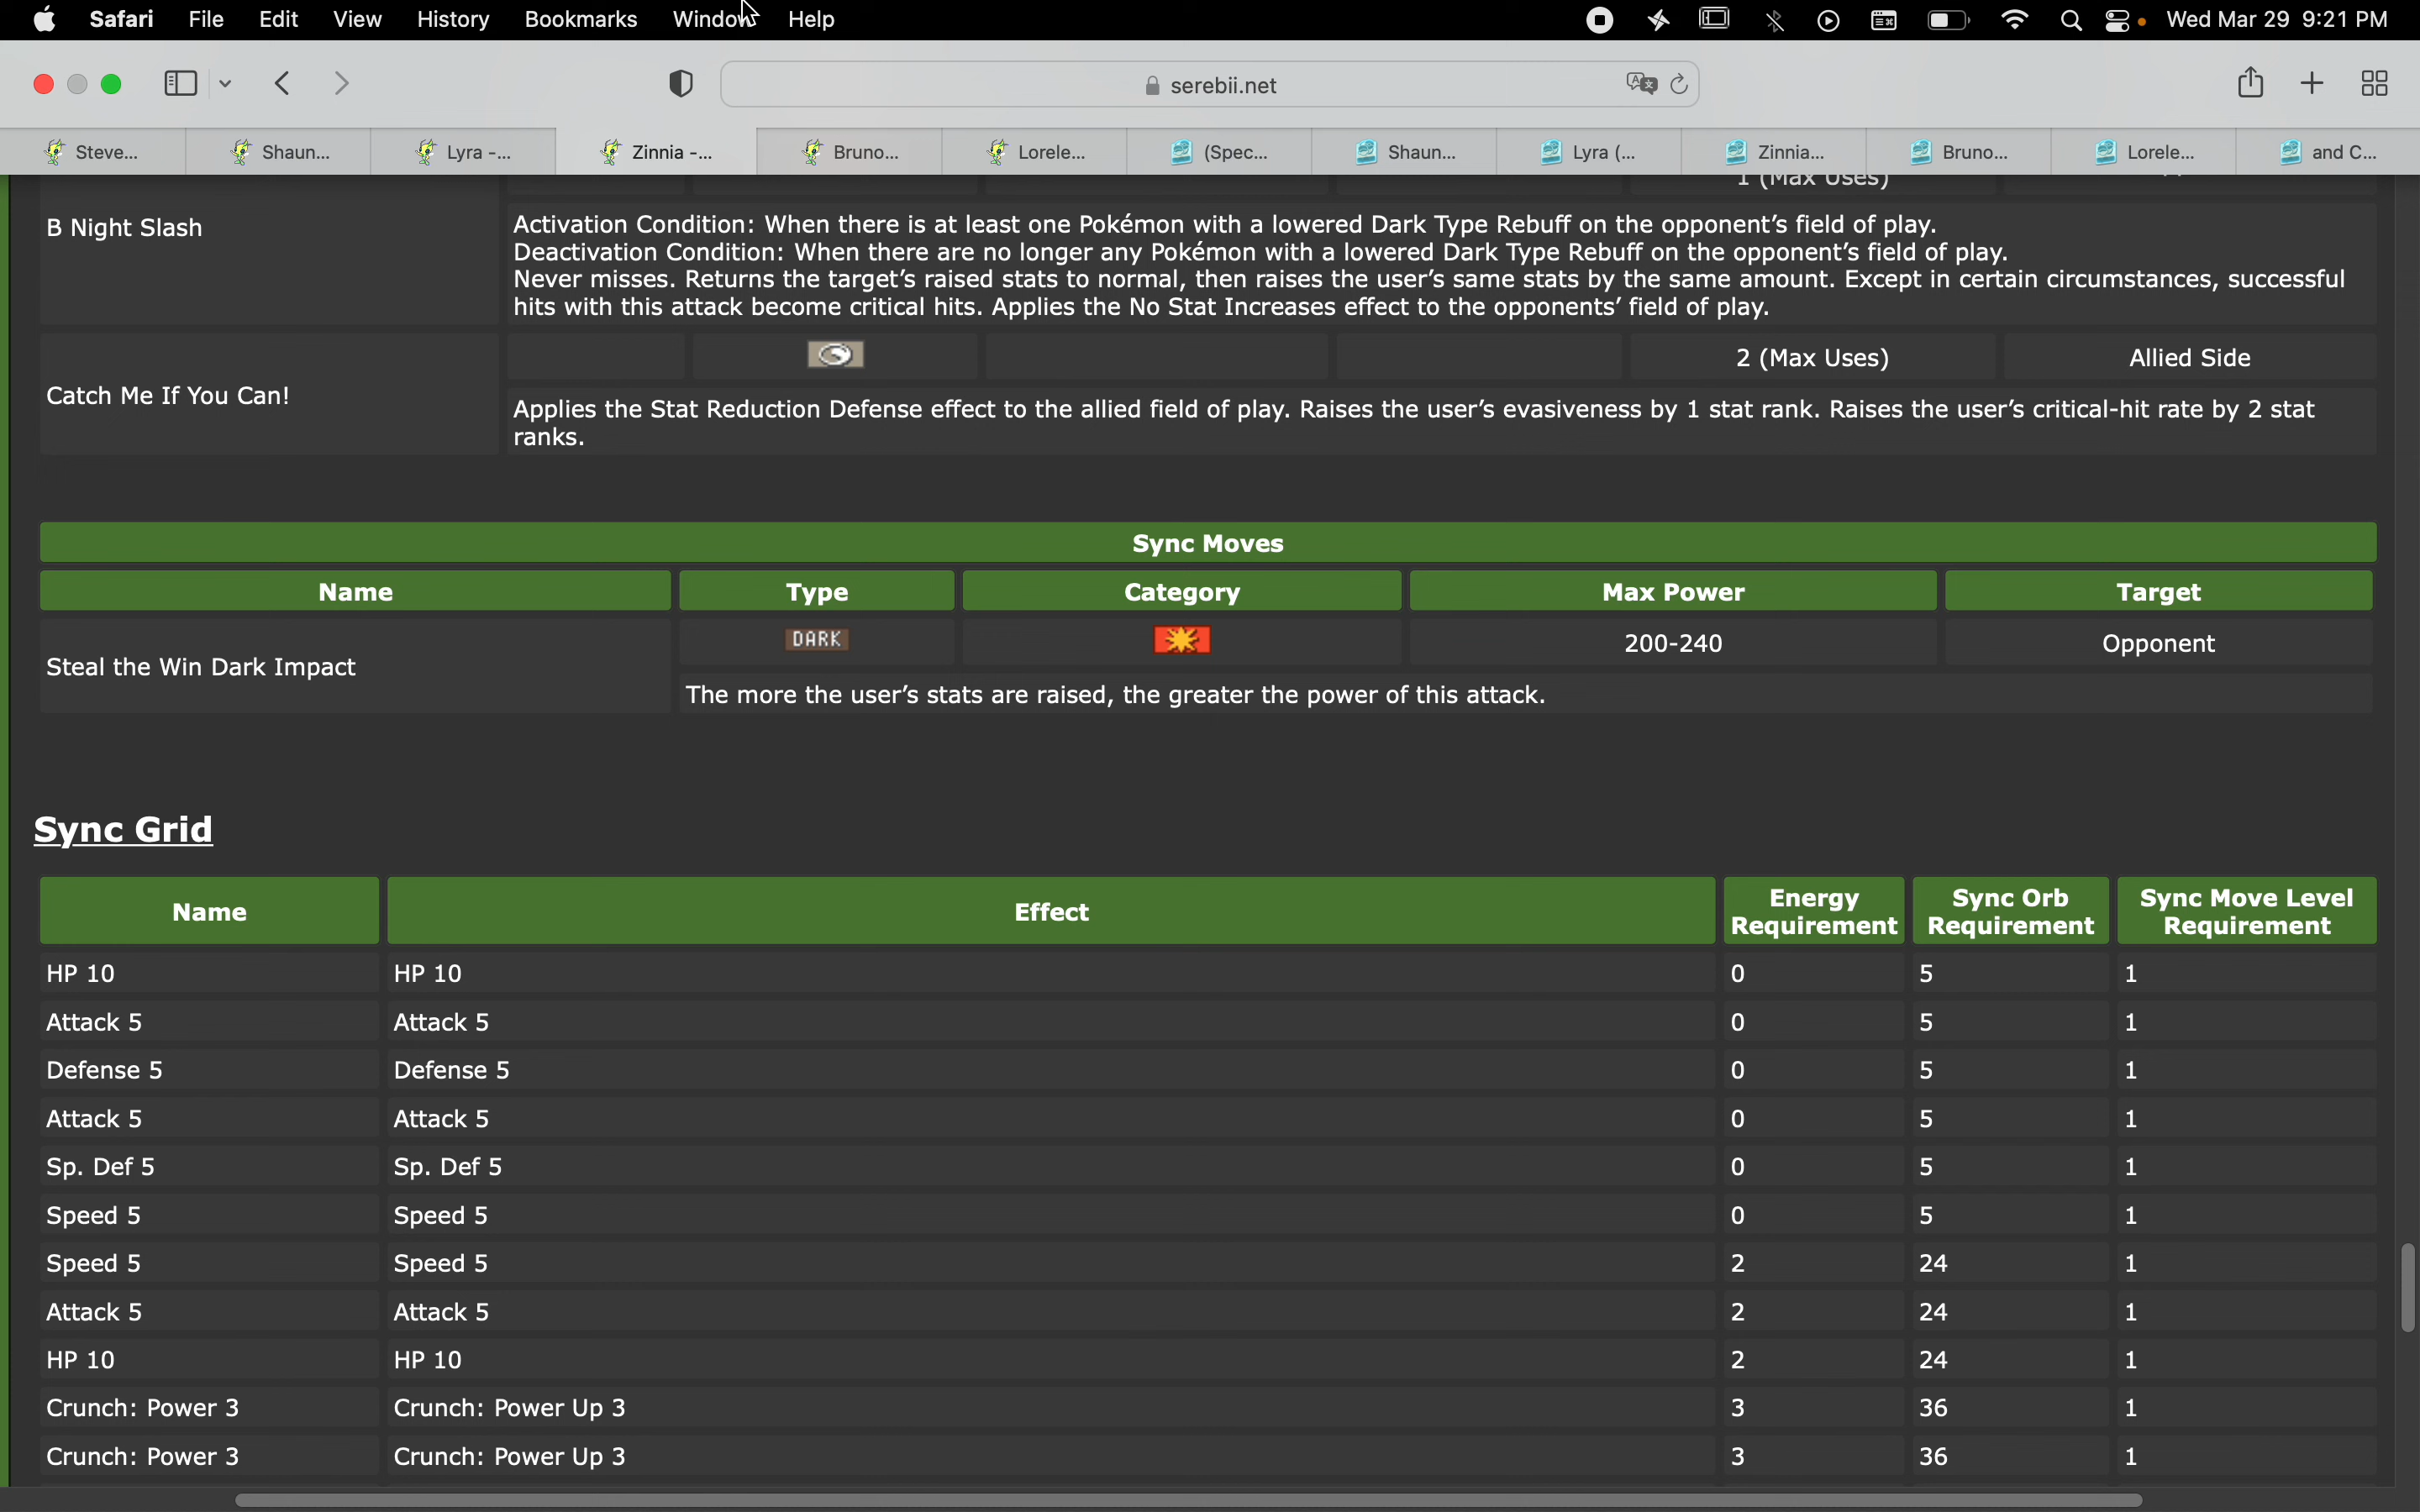 Safari File Edit View History Bookmarks Window Help Wed Mar 29 9:21 PM
serebii.net
Steve... Shaun... Lyra -... Zinnia -... Bruno... Lorele... (Spec... Shaun... Lyra (... Zinnia... Bruno... Lorele... and C...
1 (Max Uses)
B Night Slash
Activation Condition: When there is at least one Pokémon with a lowered Dark Type Rebuff on the opponent's field of play.
Deactivation Condition: When there are no longer any Pokémon with a lowered Dark Type Rebuff on the opponent's field of play.
Never misses. Returns the target's raised stats to normal, then raises the user's same stats by the same amount. Except in certain circumstances, successful
hits with this attack become critical hits. Applies the No Stat Increases effect to the opponents' field of play.
2 (Max Uses) Allied Side
Catch Me If You Can!
Applies the Stat Reduction Defense effect to the allied field of play. Raises the user's evasiveness by 1 stat rank. Raises the user's critical-hit rate by 2 stat
ranks.
Sync Moves
Name Type Category Max Power Target
DARK 200-240 Opponent
Steal the Win Dark Impact
The more the user's stats are raised, the greater the power of this attack.
Sync Grid
Name Effect Energy Requirement Sync Orb Requirement Sync Move Level Requirement
HP 10 HP 10 0 5 1
Attack 5 Attack 5 0 5 1
Defense 5 Defense 5 0 5 1
Attack 5 Attack 5 0 5 1
Sp. Def 5 Sp. Def 5 0 5 1
Speed 5 Speed 5 0 5 1
Speed 5 Speed 5 2 24 1
Attack 5 Attack 5 2 24 1
HP 10 HP 10 2 24 1
Crunch: Power 3 Crunch: Power Up 3 3 36 1
Crunch: Power 3 Crunch: Power Up 3 3 36 1